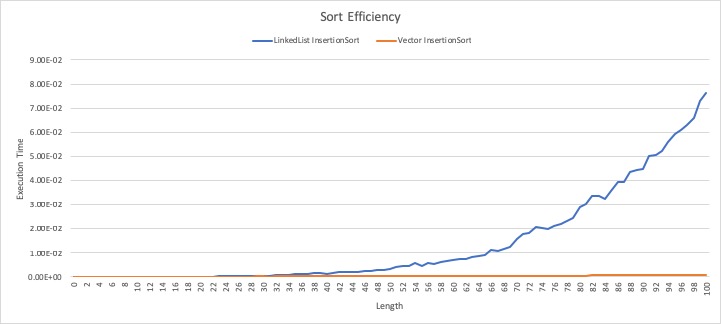 Sort Efficiency
LinkedList InsertionSort Vector InsertionSort
9.00E-02
8.00E-02
7.00E-02
6.00E-02
5.00E-02
4.00E-02
3.00E-02
2.00E-02
1.00E-02
0.00E+00
Execution Time
0 2 4 6 8 10 12 14 16 18 20 22 24 26 28 30 32 34 36 38 40 42 44 46 48 50 52 54 56 58 60 62 64 66 68 70 72 74 76 78 80 82 84 86 88 90 92 94 96 98 100
Length